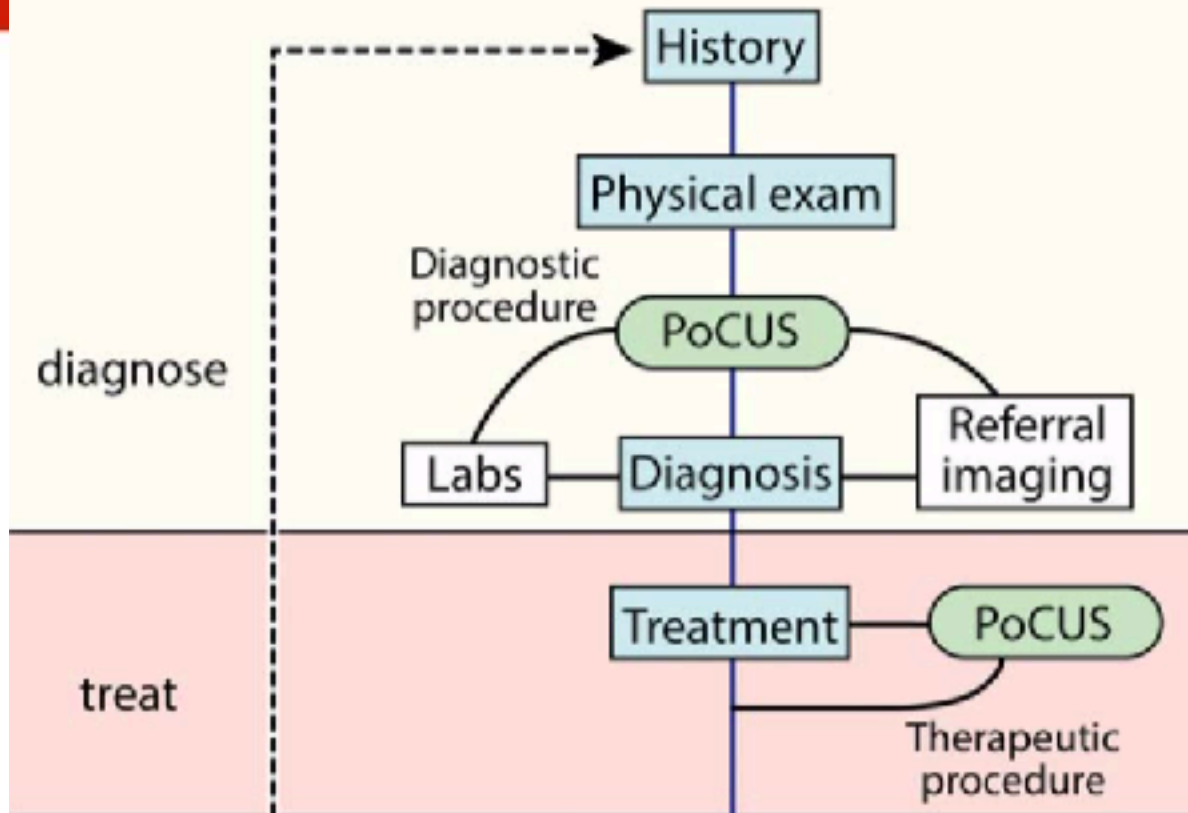 History
Physical exam
Diagnostic
procedure
PoCUS
diagnose
Labs
Diagnosis
Referral
imaging
Treatment
PoCUS
treat
Therapeutic
procedure